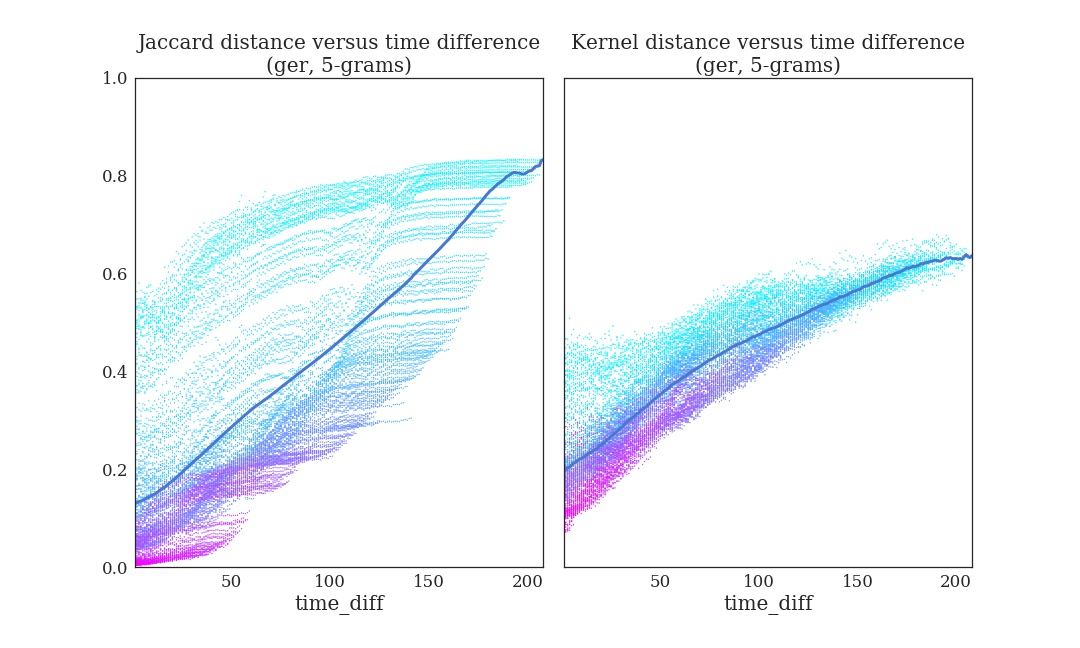 Jaccard distance versus time difference
(ger, 5-grams)
Kernel distance versus time difference
(ger, 5-grams)
1.0
0.8
0.6
0.4
0.2
0.0
50 100 150 200
50 100 150 200
time_diff
time_diff